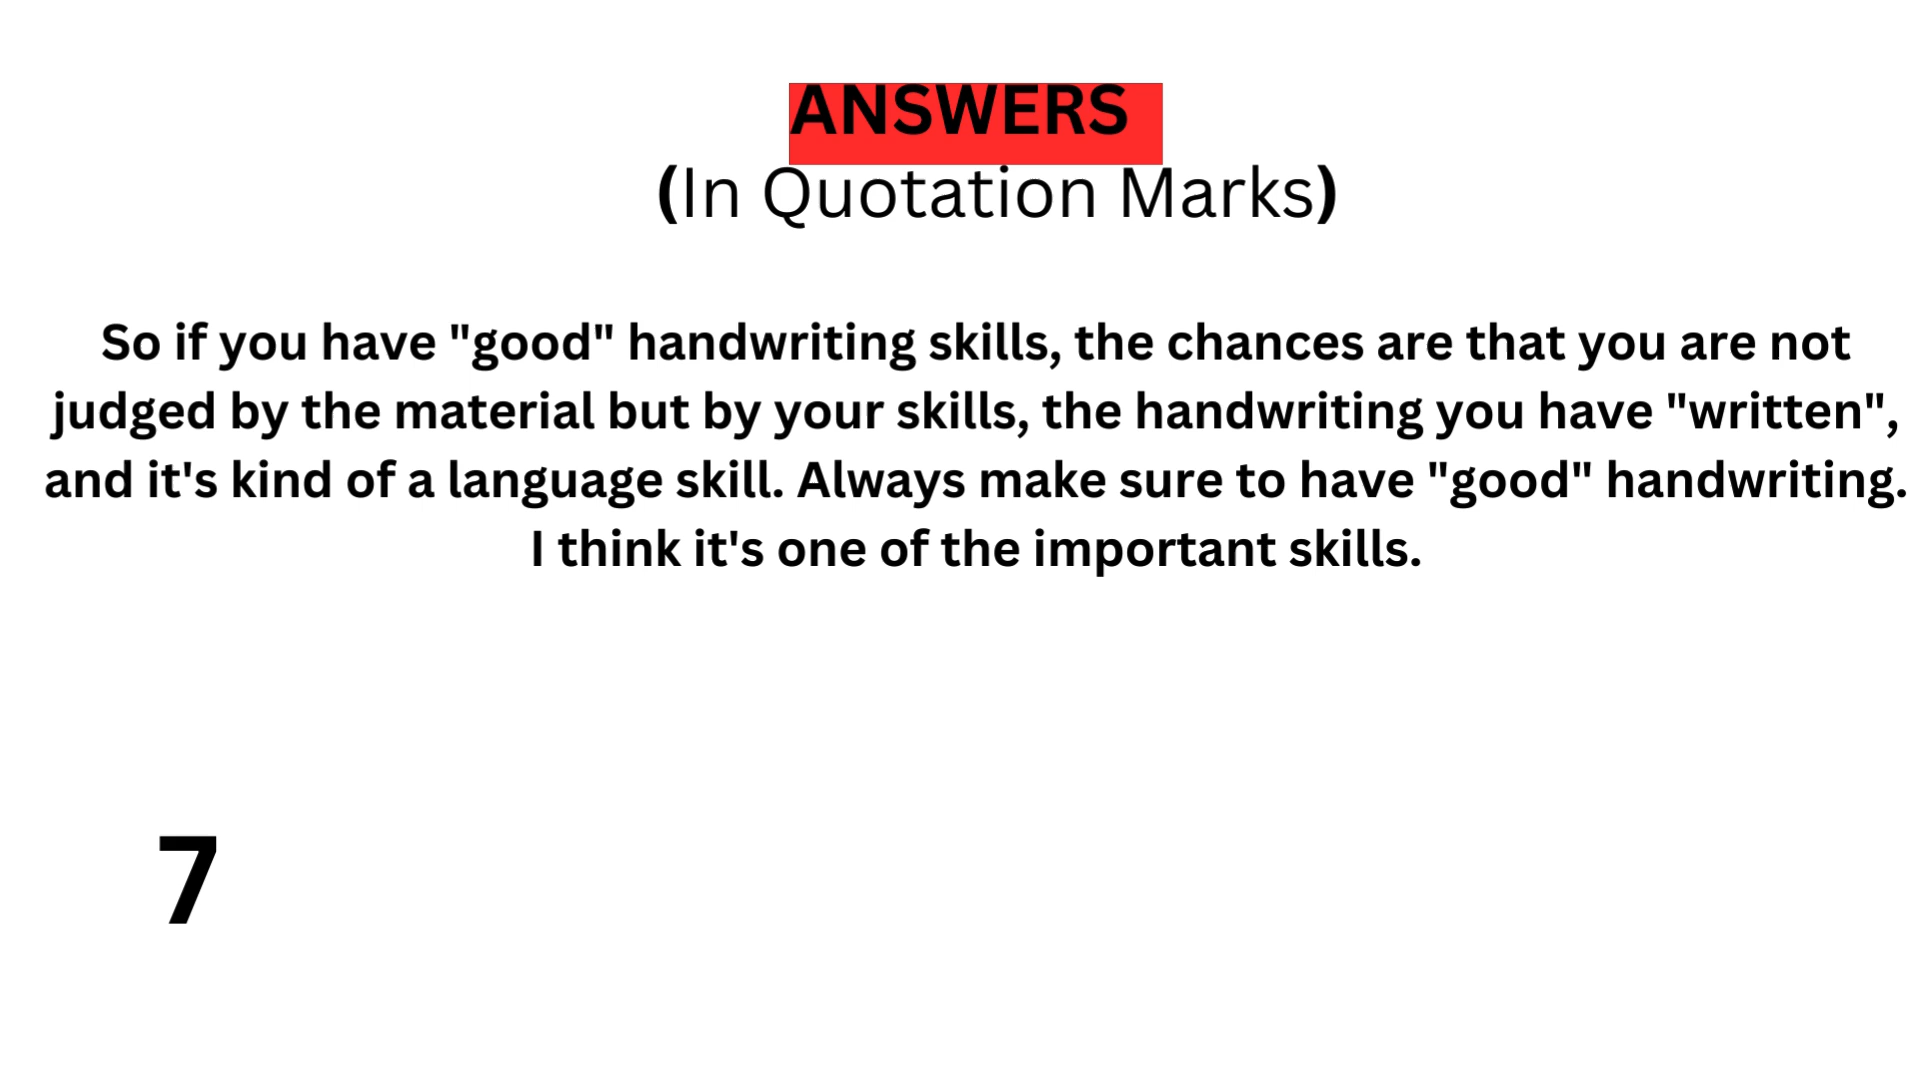 ANSWERS
(In Quotation Marks)
So if you have "good" handwriting skills, the chances are that you are not
judged by the material but by your skills, the handwriting you have "written",
and it's kind of a language skill. Always make sure to have "good" handwriting.
I think it's one of the important skills.
7